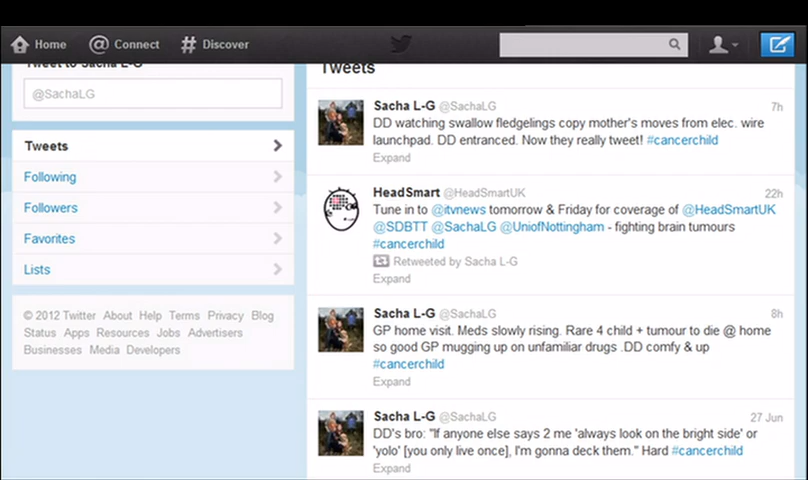 Home
Connect
Discover
Tweet to Sacha L-G
@SachaLG
Tweets
Following
Followers
Favorites
Lists
© 2012 Twitter About Help Terms Privacy Blog
Status Apps Resources Jobs Advertisers
Businesses Media Developers
Tweets
Sacha L-G @SachaLG 7h
DD watching swallow fledgelings copy mother's moves from elec. wire
launchpad. DD entranced. Now they really tweet! #cancerchild
Expand
HeadSmart @HeadSmartUK 22h
Tune in to @itvnews tomorrow & Friday for coverage of @HeadSmartUK
@SDBTT @SachaLG @UniofNottingham - fighting brain tumours
#cancerchild
Retweeted by Sacha L-G
Expand
Sacha L-G @SachaLG 8h
GP home visit. Meds slowly rising. Rare 4 child + tumour to die @ home
so good GP mugging up on unfamiliar drugs .DD comfy & up
#cancerchild
Expand
Sacha L-G @SachaLG 27 Jun
DD's bro: "If anyone else says 2 me 'always look on the bright side' or
'yolo' [you only live once], I'm gonna deck them." Hard #cancerchild
Expand